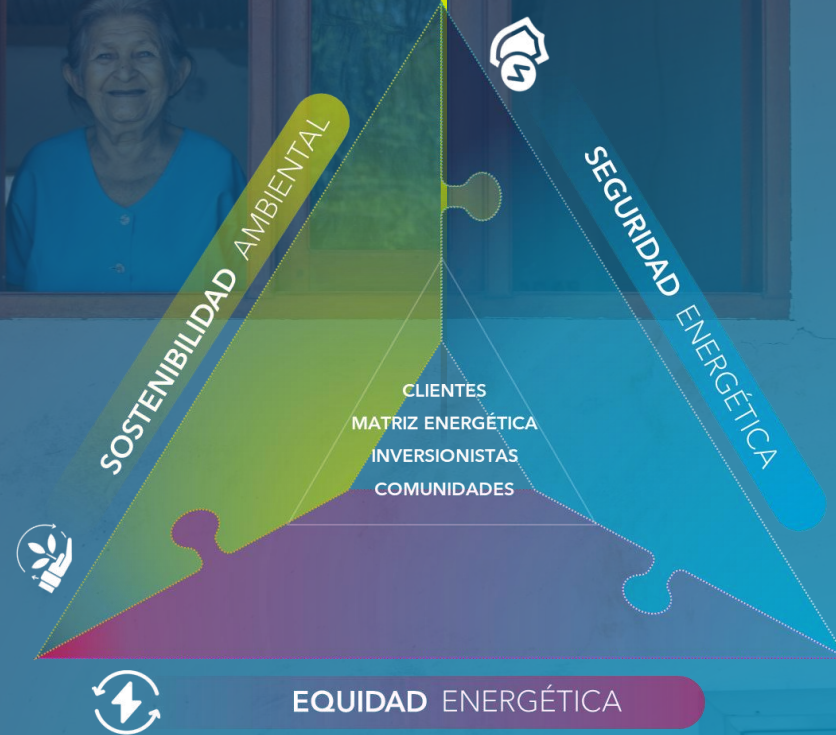 SOSTENIBILIDAD AMBIENTAL
SEGURIDAD ENERGÉTICA
CLIENTES
MATRIZ ENERGÉTICA
INVERSIONISTAS
COMUNIDADES
EQUIDAD ENERGÉTICA